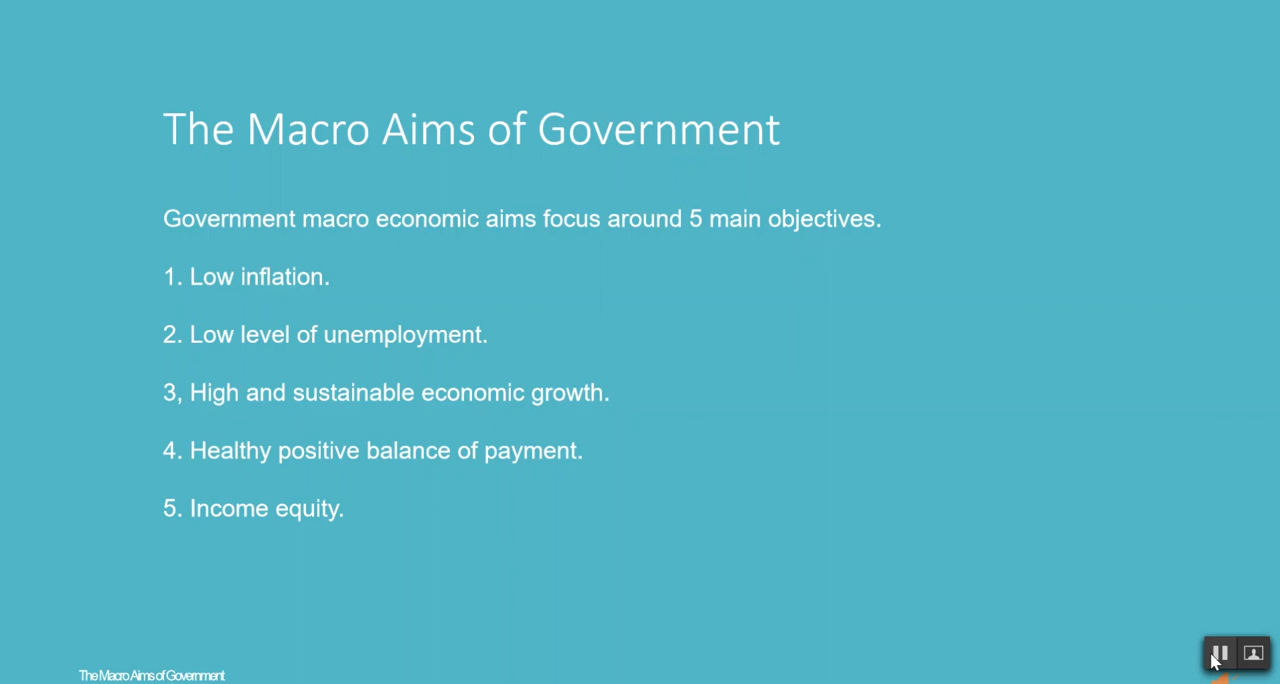 The Macro Aims of Government
Government macro economic aims focus around 5 main objectives.
1. Low inflation.
2. Low level of unemployment.
3, High and sustainable economic growth.
4. Healthy positive balance of payment.
5. Income equity.
The Macro Aims of Government